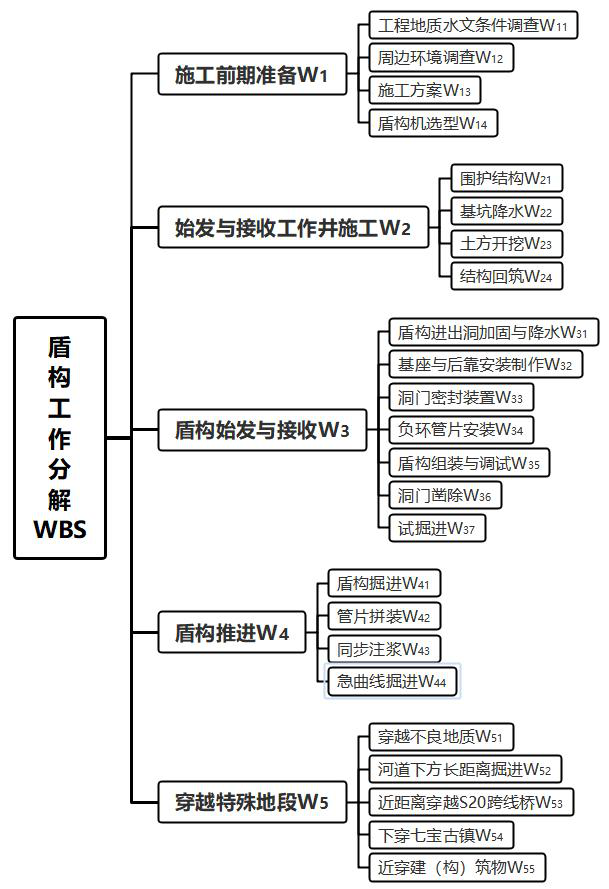 盾构工作分解WBS
施工前期准备W1
工程地质水文条件调查W11
周边环境调查W12
施工方案W13
盾构机选型W14
始发与接收工作井施工W2
围护结构W21
基坑降水W22
土方开挖W23
结构回筑W24
盾构始发与接收W3
盾构进出洞加固与降水W31
基座与后靠安装制作W32
洞门密封装置W33
负环管片安装W34
盾构组装与调试W35
洞门凿除W36
试掘进W37
盾构推进W4
盾构掘进W41
管片拼装W42
同步注浆W43
急曲线掘进W44
穿越特殊地段W5
穿越不良地质W51
河道下方长距离掘进W52
近距离穿越S20跨线桥W53
下穿七宝古镇W54
近穿建（构）筑物W55